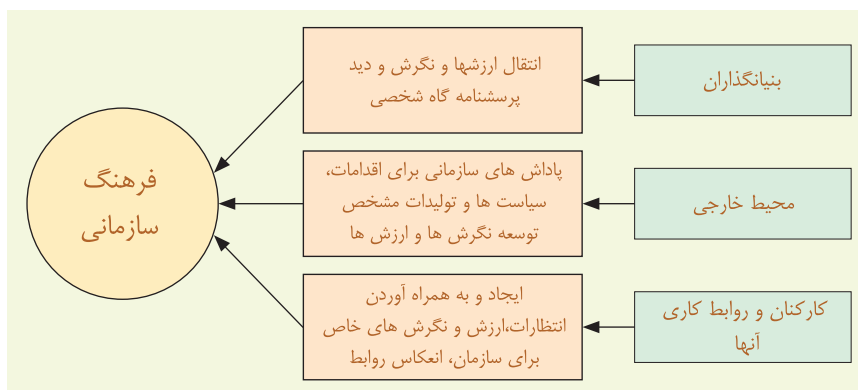 بنیانگذاران
انتقال ارزشها و نگرش و دید
پرسشنامه گاه شخصی
محیط خارجی
پاداش های سازمانی برای اقدامات،
سیاست ها و تولیدات مشخص
توسعه نگرش ها و ارزش ها
فرهنگ
سازمانی
کارکنان و روابط کاری
آنها
ایجاد و به همراه آوردن
انتظارات،ارزش و نگرش های خاص
برای سازمان، انعکاس روابط